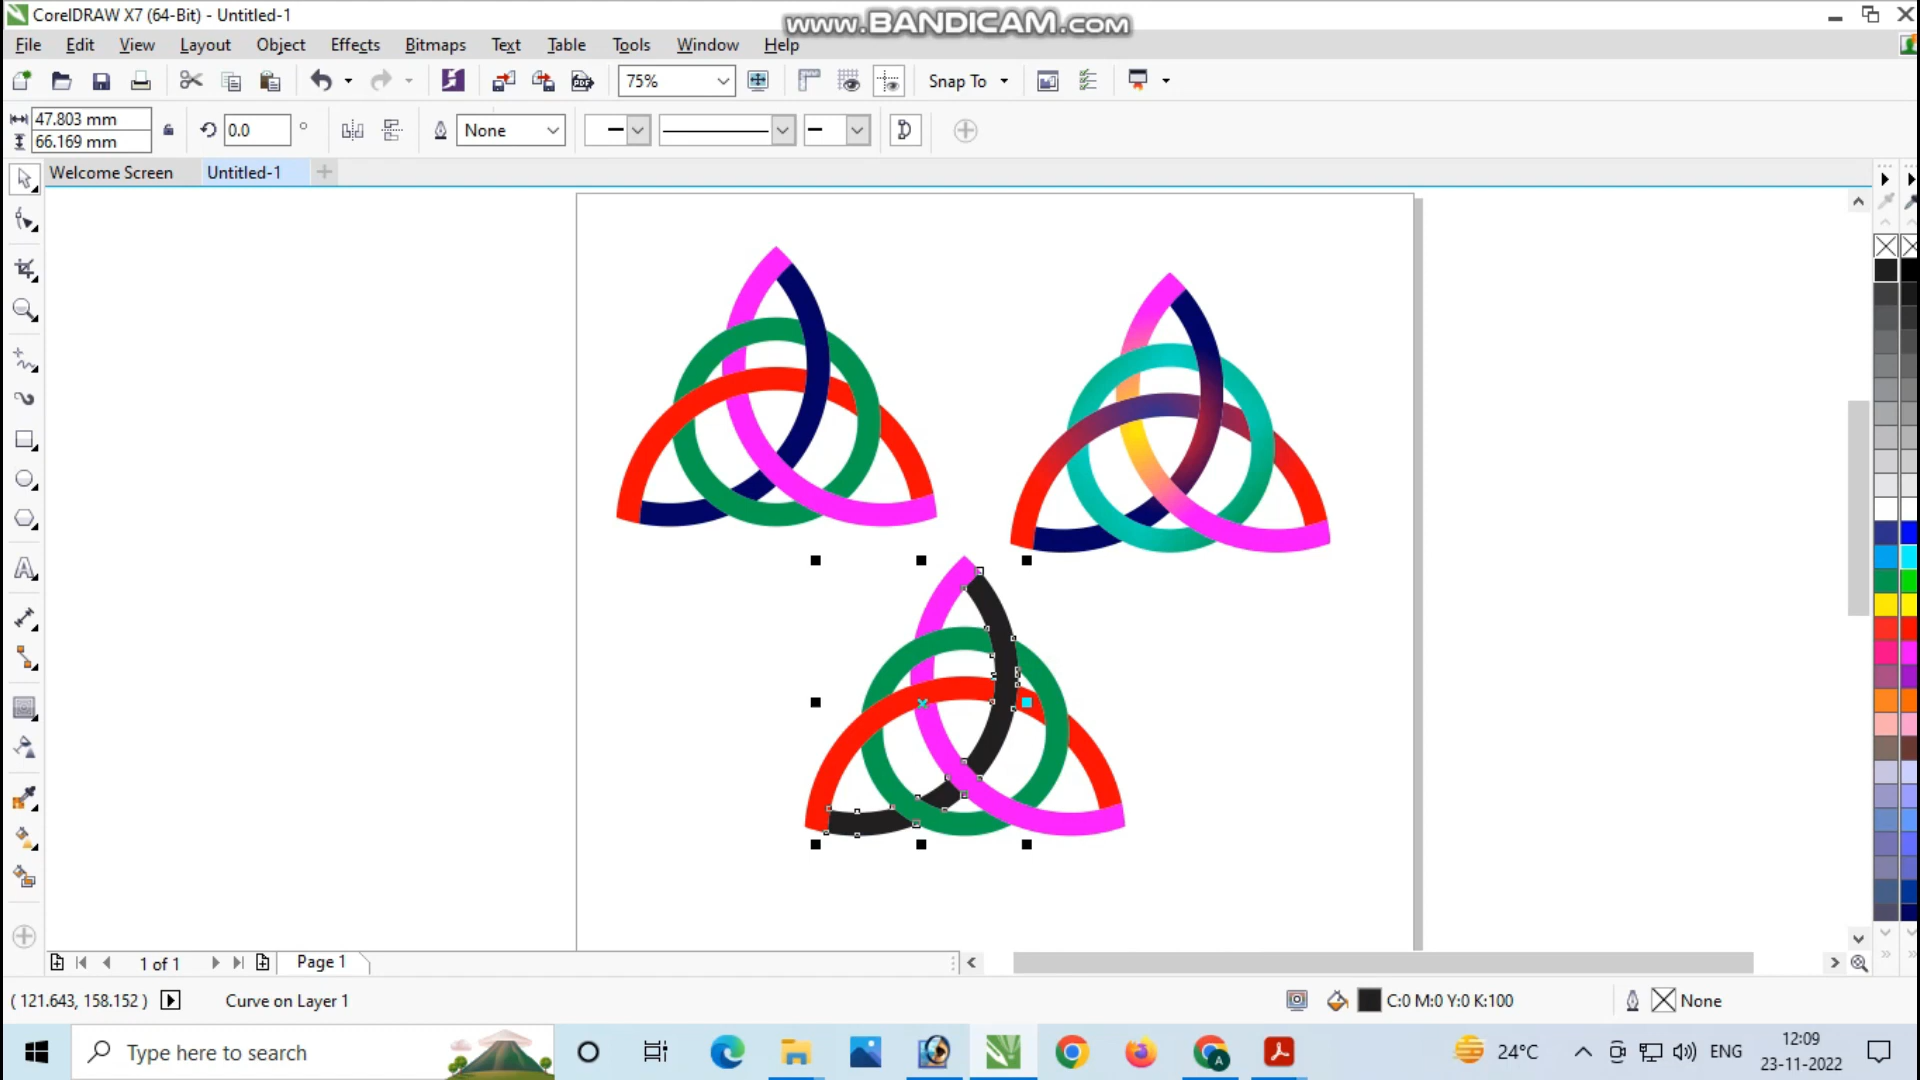 CorelDRAW X7 (64-Bit) - Untitled-1
www.BANDICAM.com
File Edit View Layout Object Effects Bitmaps Text Table Tools Window Help
75%
Snap To
47.803 mm
66.169 mm
0.0 °
None
Welcome Screen
Untitled-1
1 of 1
Page 1
( 121.643, 158.152 )
Curve on Layer 1
C:0 M:0 Y:0 K:100
None
Type here to search
24°C
ENG
12:09
23-11-2022